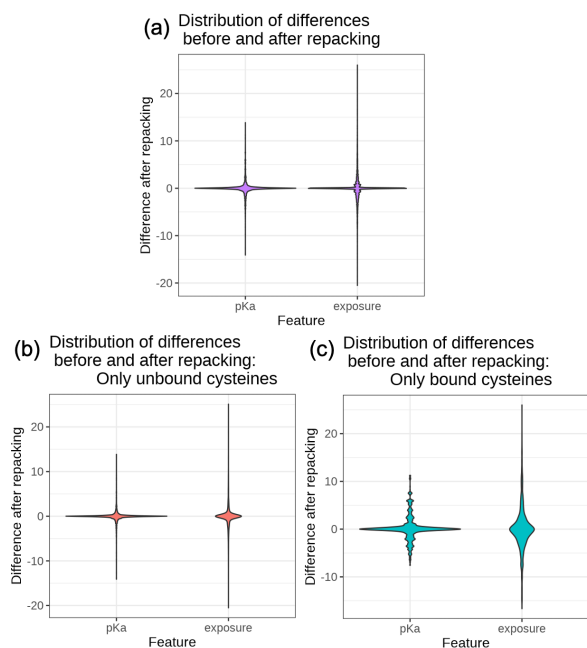 (a) Distribution of differences
before and after repacking
Difference after repacking
20
10
0
-10
-20
pKa exposure
Feature
(b) Distribution of differences
before and after repacking:
Only unbound cysteines
Difference after repacking
20
10
0
-10
-20
pKa exposure
Feature
(c) Distribution of differences
before and after repacking:
Only bound cysteines
Difference after repacking
20
10
0
-10
pKa exposure
Feature